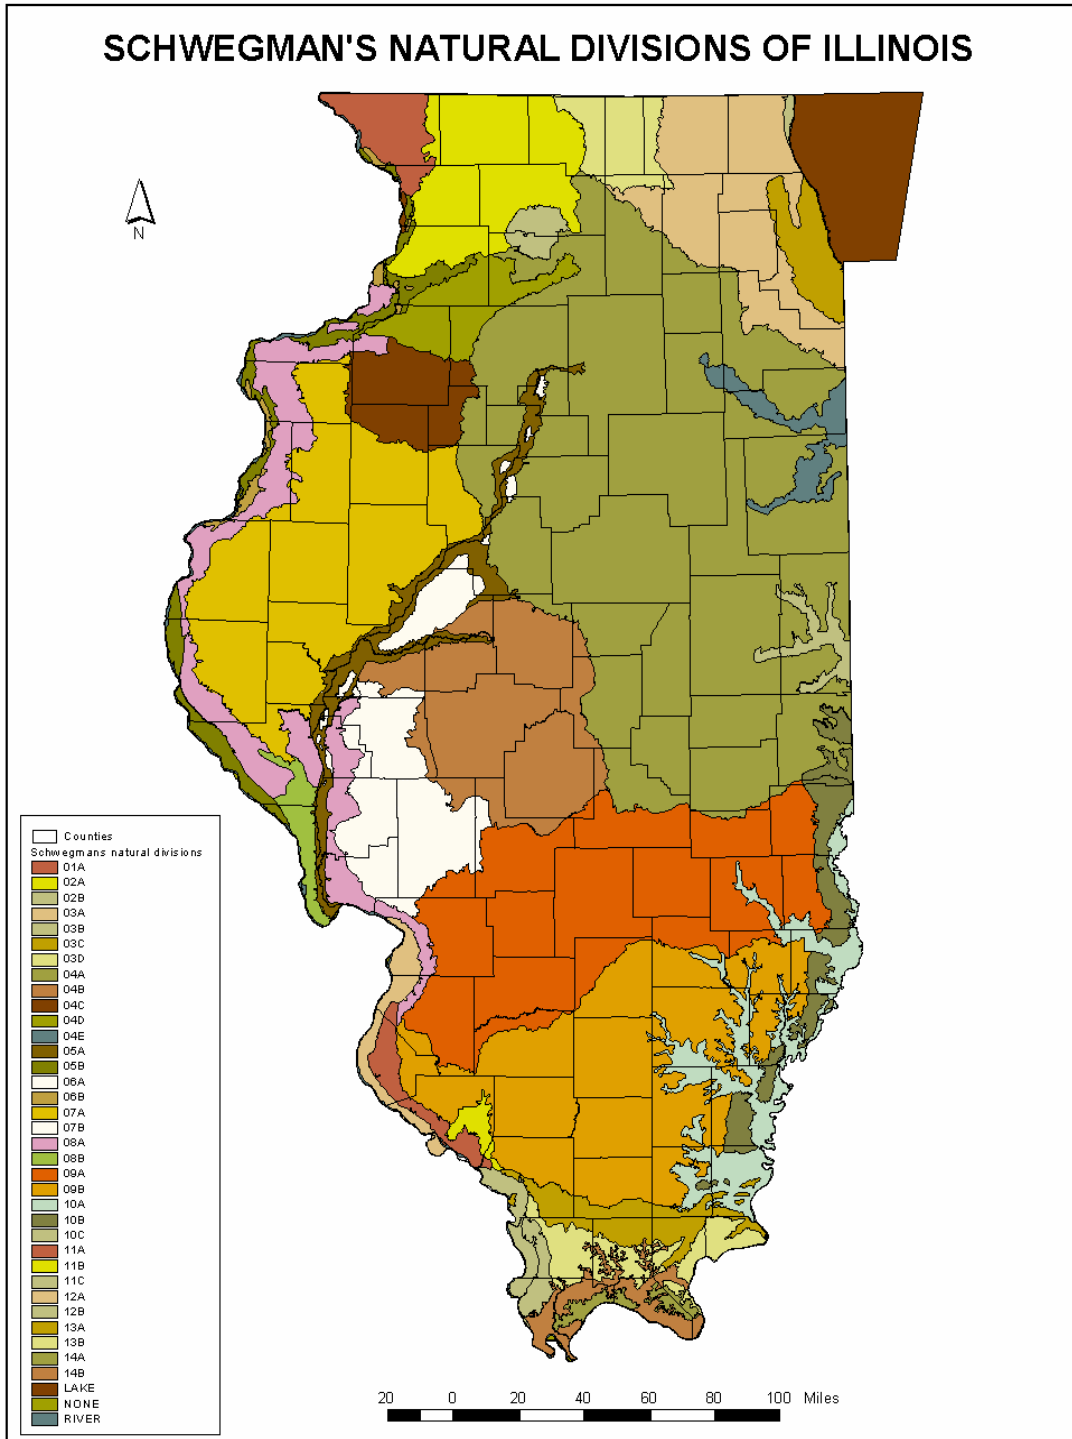 SCHWEGMAN'S NATURAL DIVISIONS OF ILLINOIS
N
Counties
Schwegmans natural divisions
01A
02A
02B
03A
03B
03C
03D
04A
04B
04C
04D
04E
05A
05B
06A
06B
07A
07B
08A
08B
09A
09B
10A
10B
10C
11A
11B
11C
12A
12B
13A
13B
14A
14B
LAKE
NONE
RIVER
20 0 20 40 60 80 100 Miles